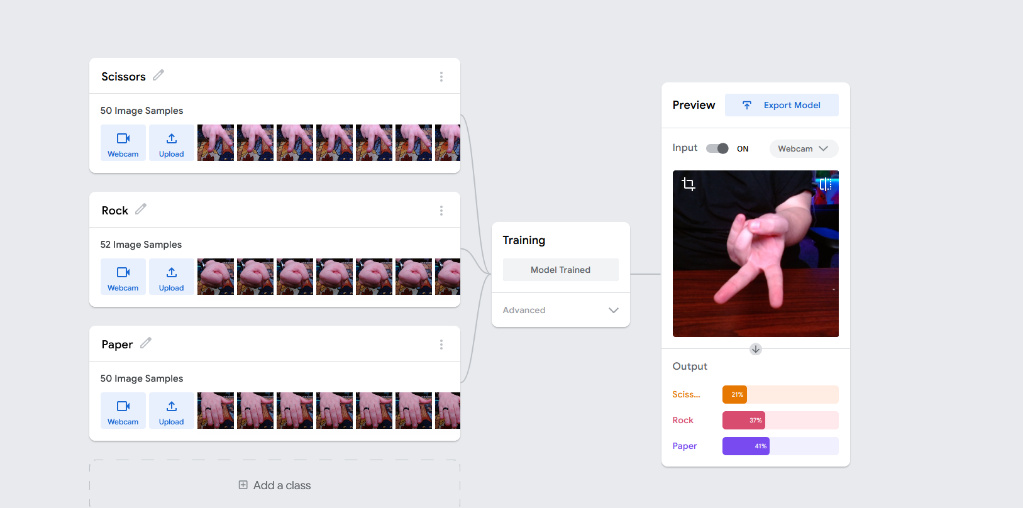 Scissors
50 Image Samples
Webcam
Upload
Rock
52 Image Samples
Webcam
Upload
Paper
50 Image Samples
Webcam
Upload
Add a class
Training
Model Trained
Advanced
Preview
Export Model
Input
ON
Webcam
Output
Sciss...
21%
Rock
37%
Paper
41%